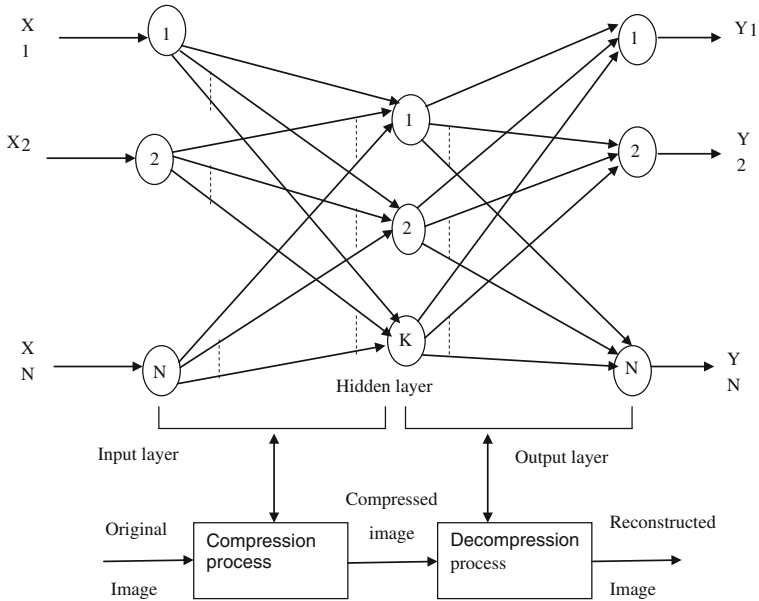 X
1
1
1
Y1
1
X2
2
2
2
Y
2
X
N
N
K
N
Y
N
Hidden layer
Input layer
Output layer
Original
Image
Compression
process
Compressed
image
Decompression
process
Reconstructed
Image